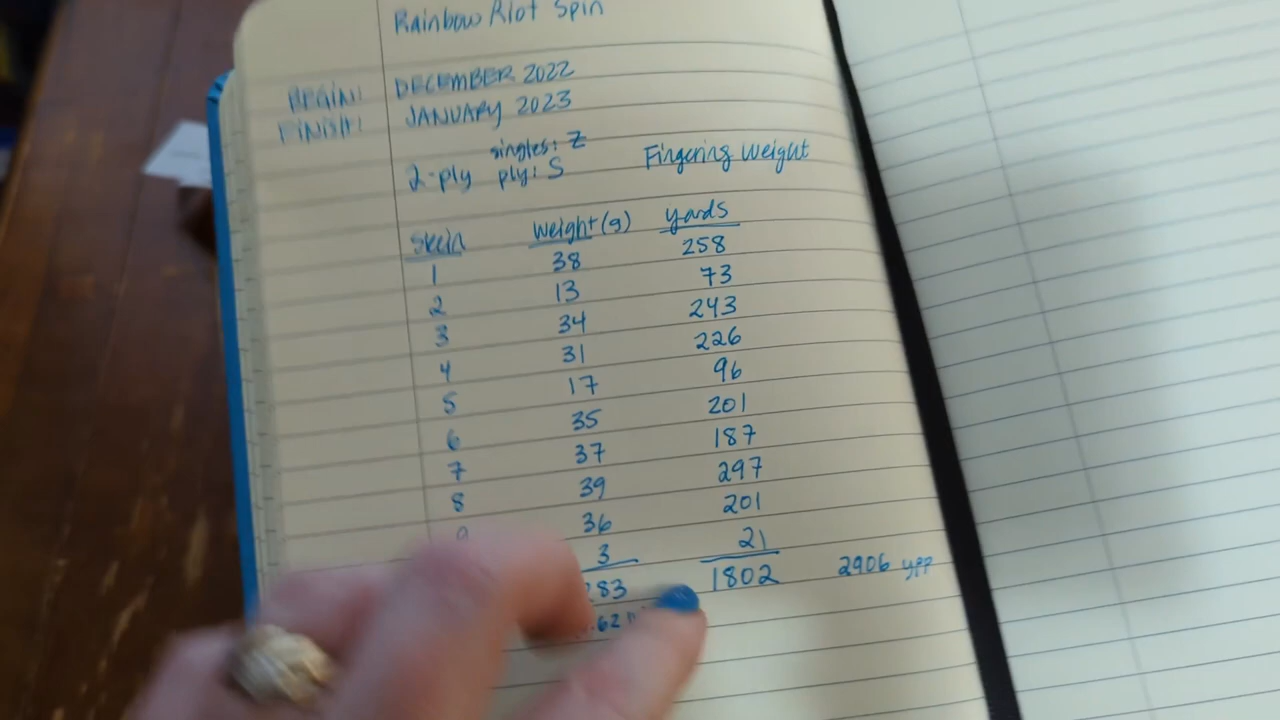 Rainbow Riot Spin
BEGIN: DECEMBER 2022
FINISH: JANUARY 2023
singles: Z
2-ply ply: S Fingering Weight
Skein Weight (g) yards
1 38 258
2 13 73
3 34 243
4 31 226
5 17 96
6 35 201
7 37 187
8 39 297
9 36 201
3 21
283 1802 2906 ypp
.62